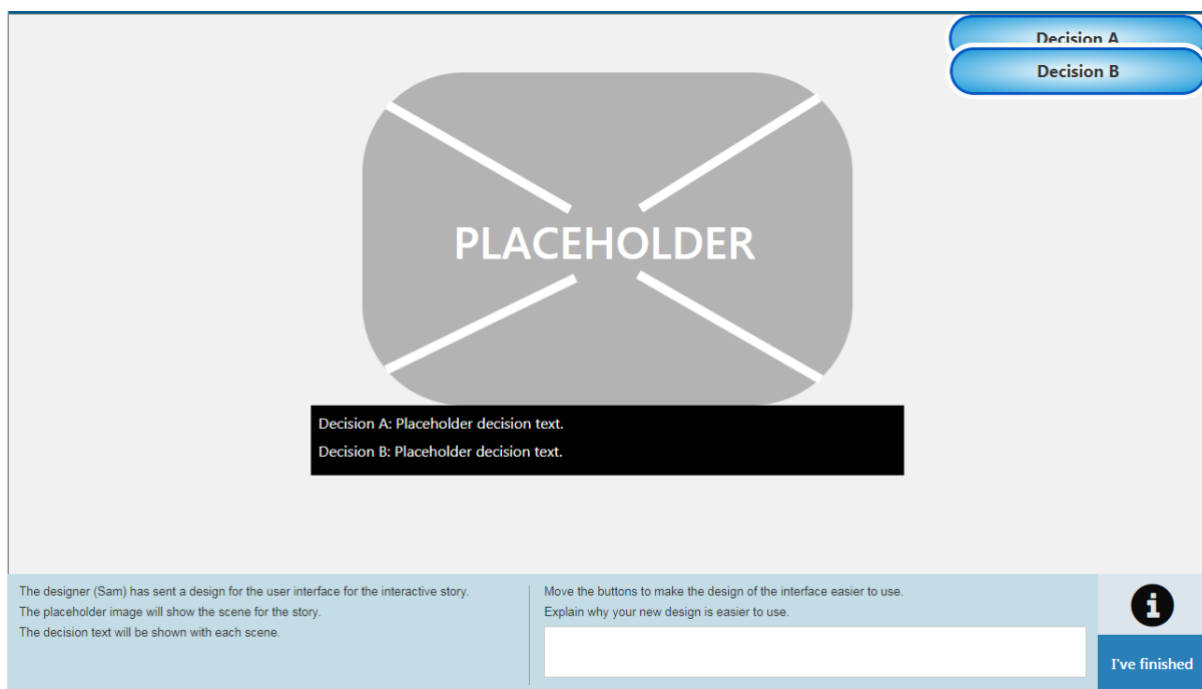 Decision A
Decision B
PLACEHOLDER
Decision A: Placeholder decision text.
Decision B: Placeholder decision text.
The designer (Sam) has sent a design for the user interface for the interactive story.
The placeholder image will show the scene for the story.
The decision text will be shown with each scene.
Move the buttons to make the design of the interface easier to use.
Explain why your new design is easier to use.
I've finished